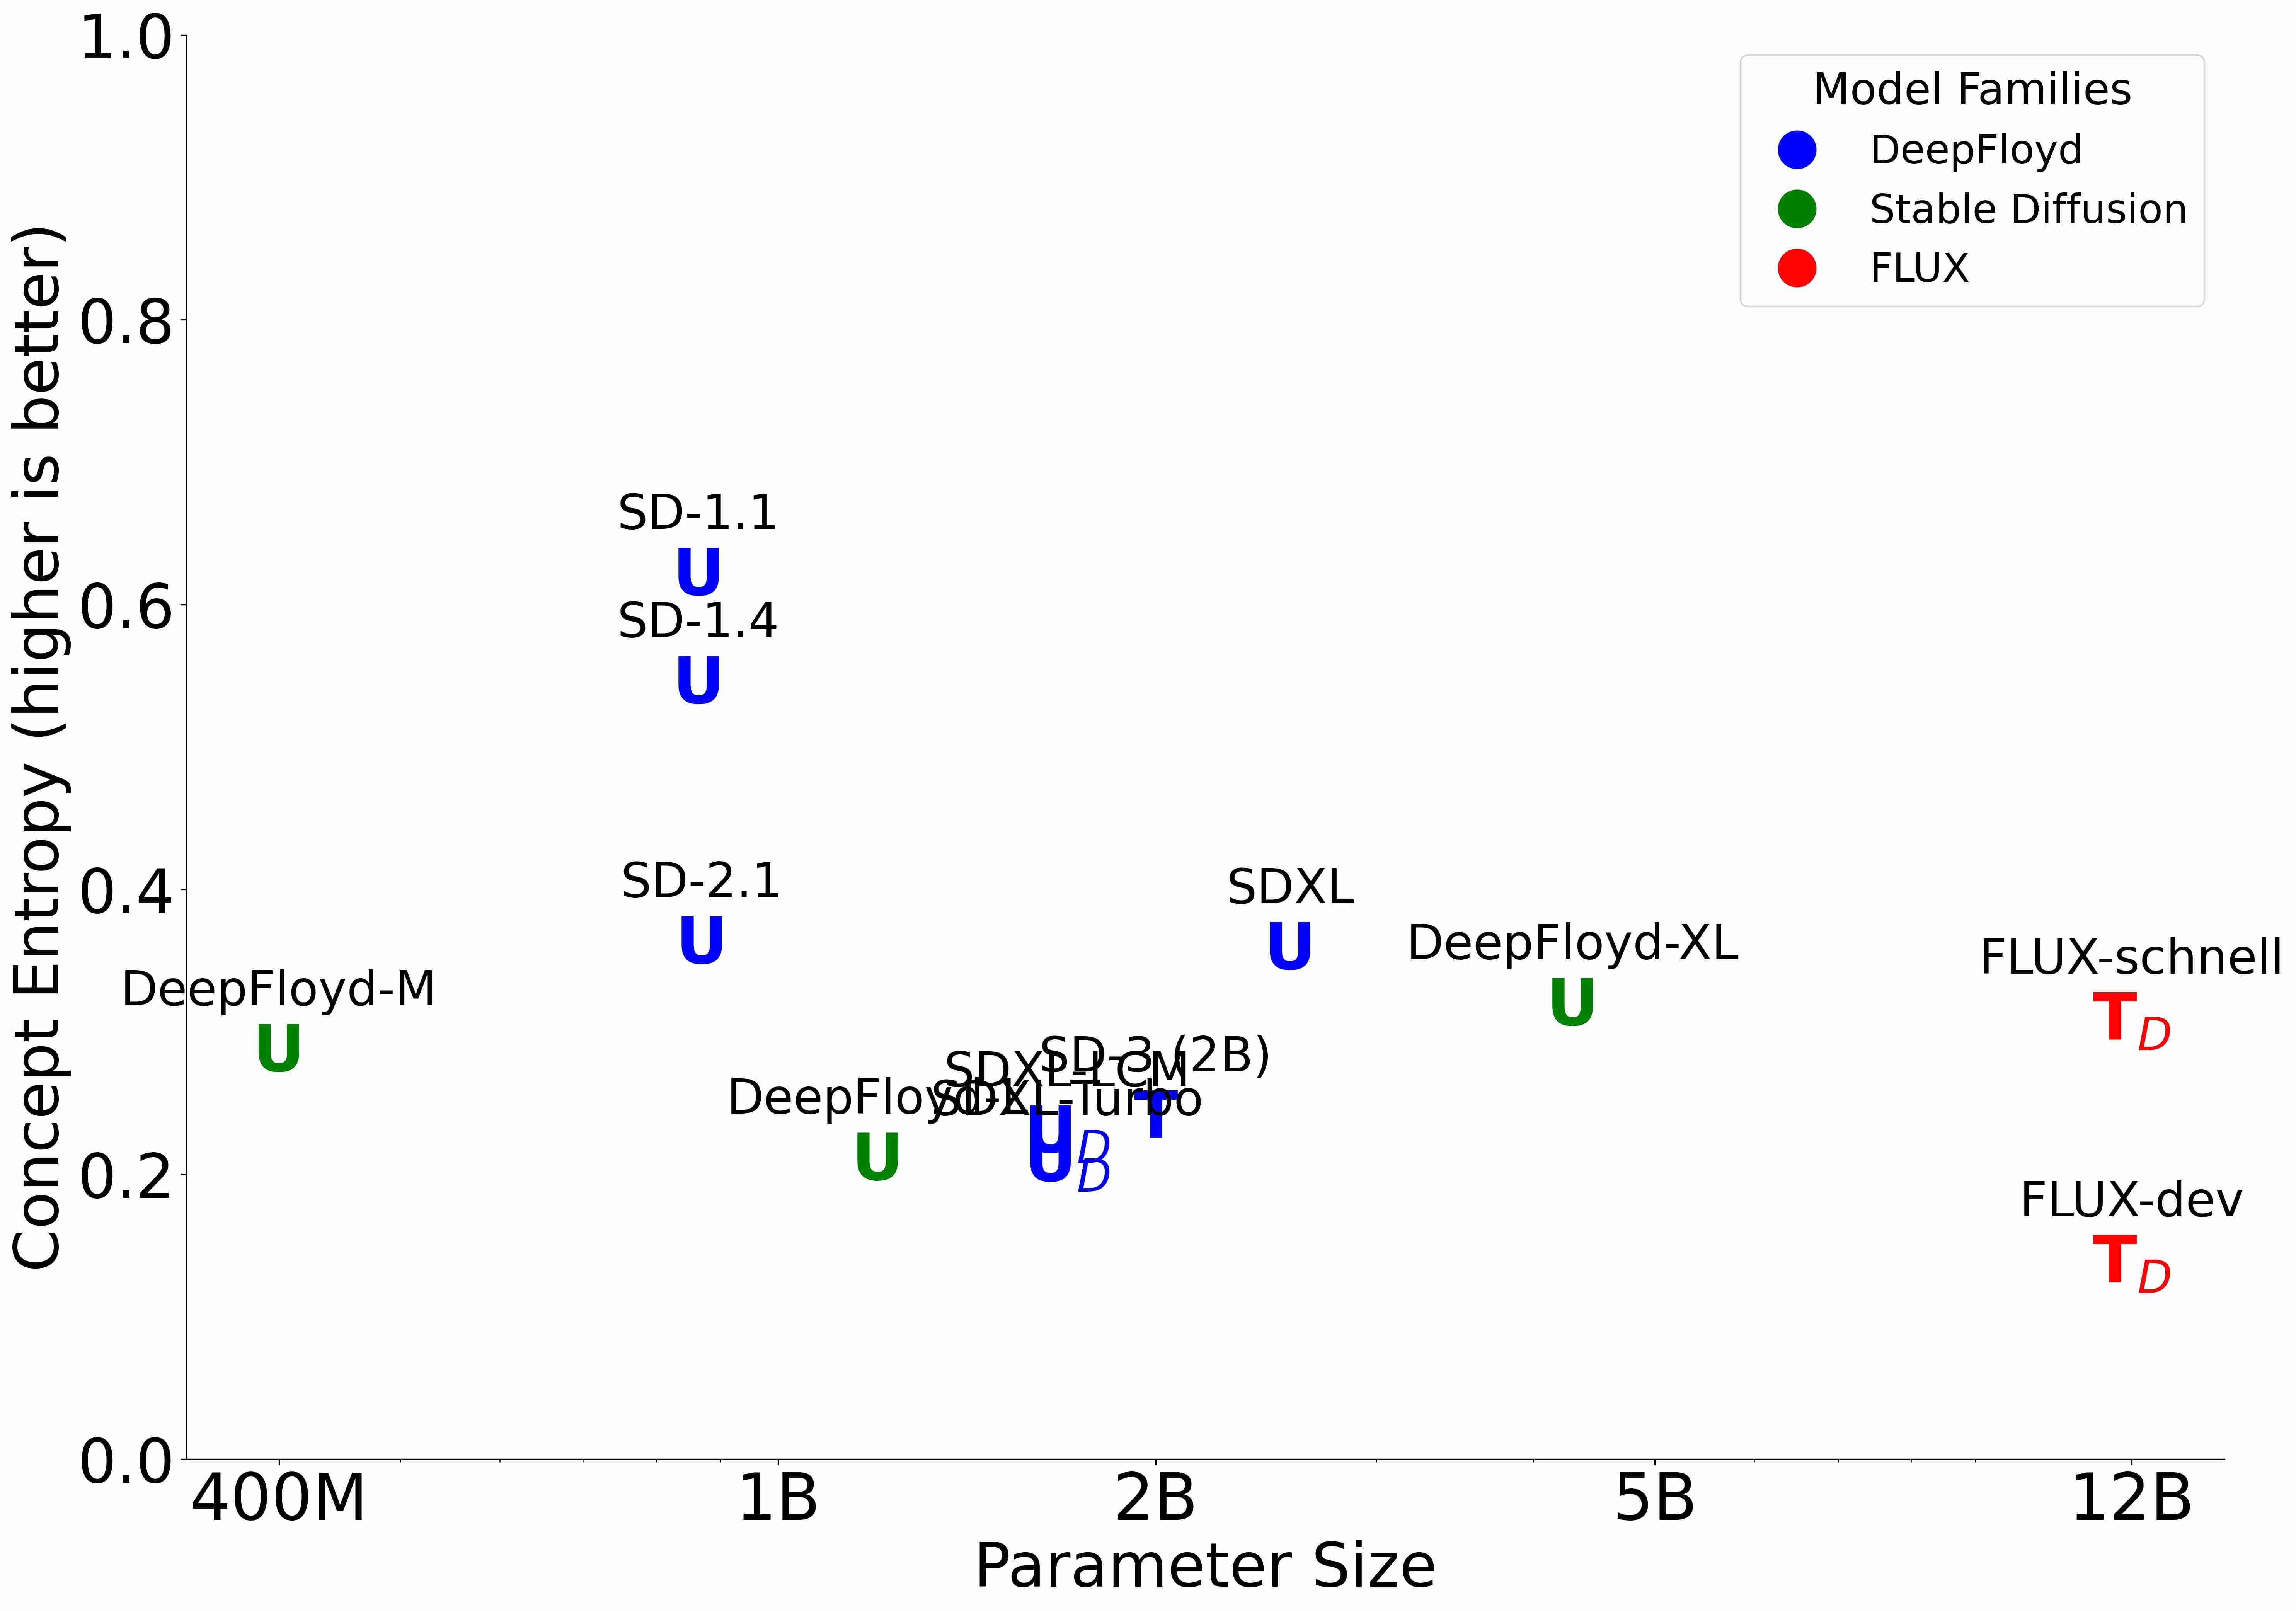 Concept Entropy (higher is better)
1.0
0.8
0.6
0.4
0.2
0.0
Model Families
DeepFloyd
Stable Diffusion
FLUX
SD-1.1
U
SD-1.4
U
SD-2.1
U
SDXL
U
DeepFloyd-XL
U
FLUX-schnell
T D
DeepFloyd-M
U
SD-3 (2B)
T
SDXL-LCM
U D
SDXL-Turbo
U D
DeepFloyd-L
U
FLUX-dev
T D
400M
1B
2B
5B
12B
Parameter Size